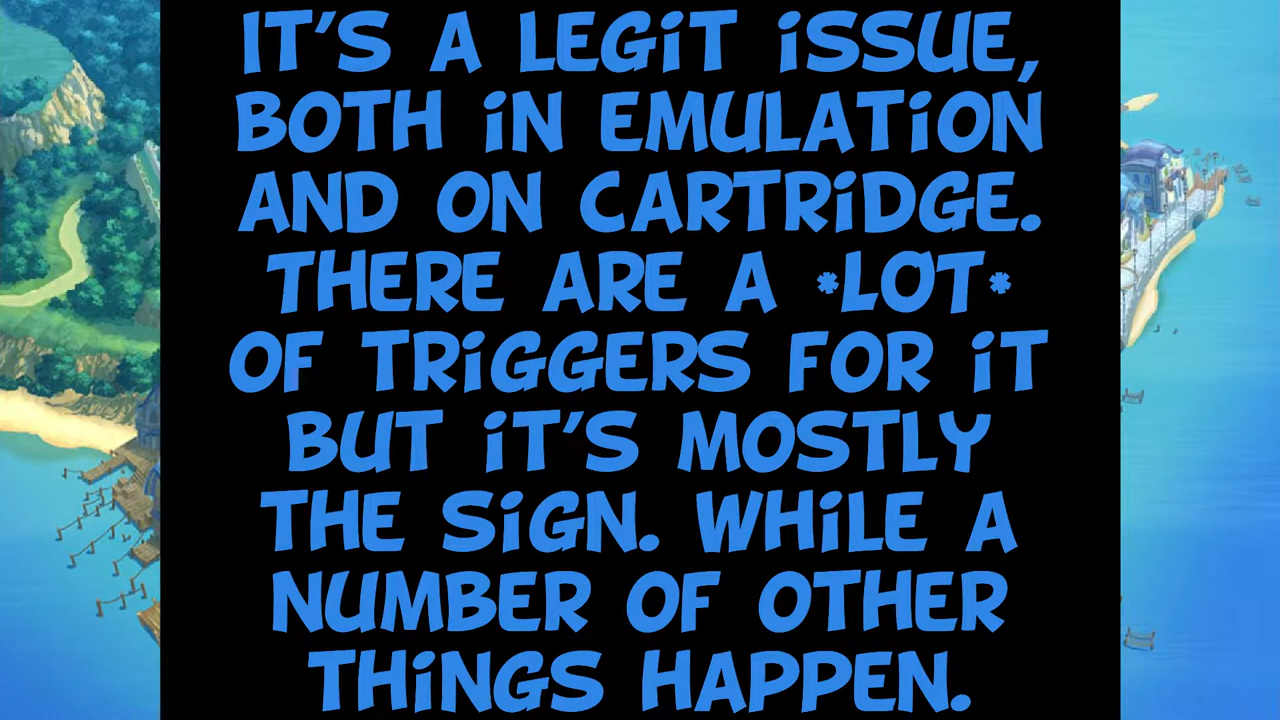 IT'S A LEGIT ISSUE,
BOTH IN EMULATION
AND ON CARTRIDGE.
THERE ARE A *LOT*
OF TRIGGERS FOR IT
BUT IT'S MOSTLY
THE SIGN. WHILE A
NUMBER OF OTHER
THINGS HAPPEN.